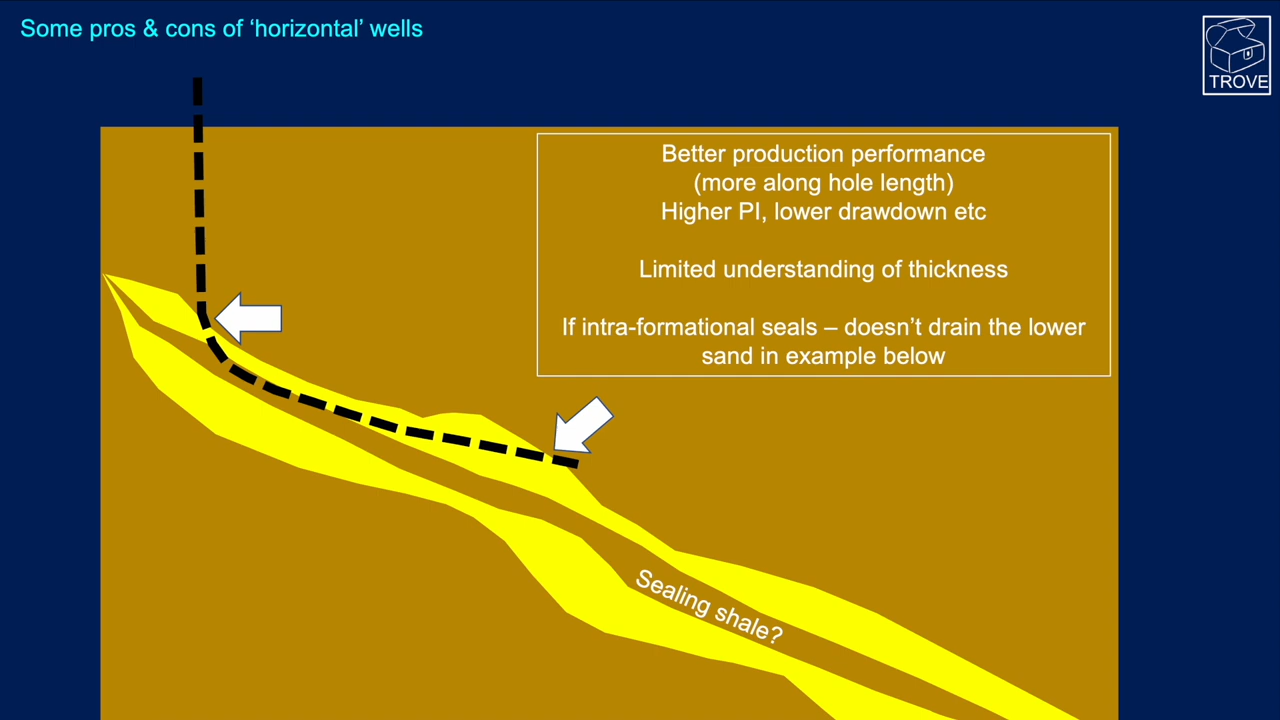 Some pros & cons of ‘horizontal’ wells
TROVE
Better production performance
(more along hole length)
Higher PI, lower drawdown etc
Limited understanding of thickness
If intra-formational seals – doesn’t drain the lower
sand in example below
Sealing shale?